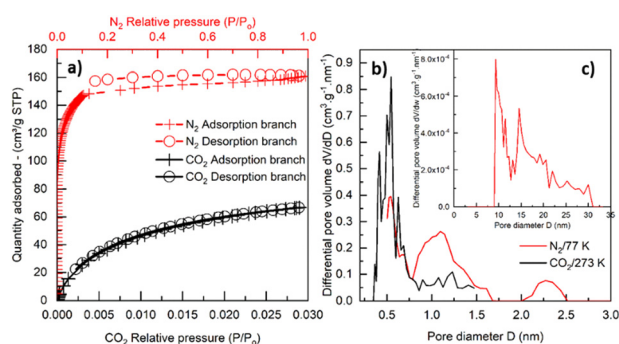 N₂ Relative pressure (P/P₀)
0.0 0.2 0.4 0.6 0.8 1.0
a)
180
160
140
120
100
80
60
40
20
0
Quantity adsorbed - (cm³/g STP)
N₂ Adsorption branch
N₂ Desorption branch
CO₂ Adsorption branch
CO₂ Desorption branch
0.000 0.005 0.010 0.015 0.020 0.025 0.030
CO₂ Relative pressure (P/P₀)
b)
0.9
0.8
0.7
0.6
0.5
0.4
0.3
0.2
0.1
0.0
Differential pore volume dV/dD (cm³.g⁻¹.nm⁻¹)
c)
8.0x10⁻⁴
6.0x10⁻⁴
4.0x10⁻⁴
2.0x10⁻⁴
0.0
Differential pore volume dV/dw (cm³ g⁻¹ nm⁻¹)
0 5 10 15 20 25 30 35
Pore diameter D (nm)
N₂/77 K
CO₂/273 K
0.5 1.0 1.5 2.0 2.5 3.0
Pore diameter D (nm)